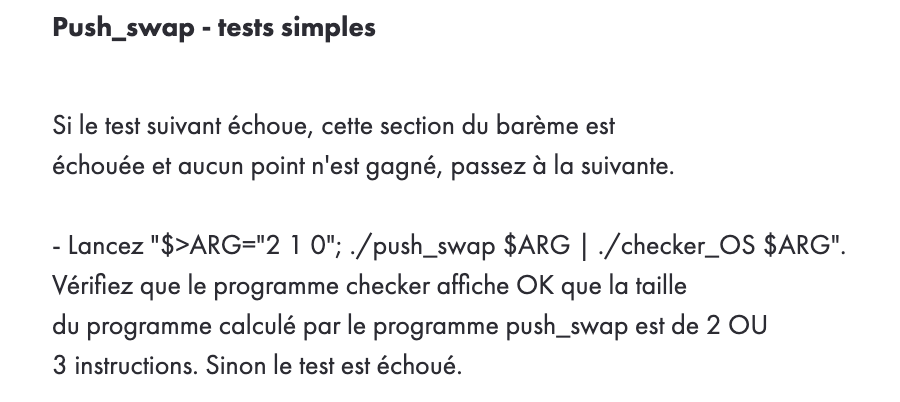 Push_swap - tests simples
Si le test suivant échoue, cette section du barème est
échouée et aucun point n'est gagné, passez à la suivante.
- Lancez "$>ARG="2 1 0"; ./push_swap $ARG | ./checker_OS $ARG".
Vérifiez que le programme checker affiche OK que la taille
du programme calculé par le programme push_swap est de 2 OU
3 instructions. Sinon le test est échoué.